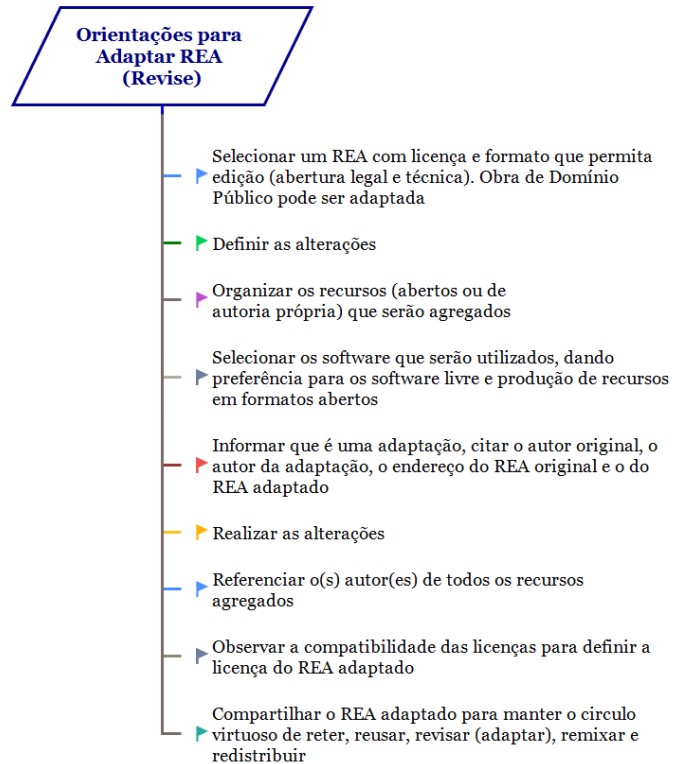 Orientações para
Adaptar REA
(Revise)
Selecionar um REA com licença e formato que permita
edição (abertura legal e técnica). Obra de Domínio
Público pode ser adaptada
Definir as alterações
Organizar os recursos (abertos ou de
autoria própria) que serão agregados
Selecionar os software que serão utilizados, dando
preferência para os software livre e produção de recursos
em formatos abertos
Informar que é uma adaptação, citar o autor original, o
autor da adaptação, o endereço do REA original e o do
REA adaptado
Realizar as alterações
Referenciar o(s) autor(es) de todos os recursos
agregados
Observar a compatibilidade das licenças para definir a
licença do REA adaptado
Compartilhar o REA adaptado para manter o circulo
virtuoso de reter, reusar, revisar (adaptar), remixar e
redistribuir